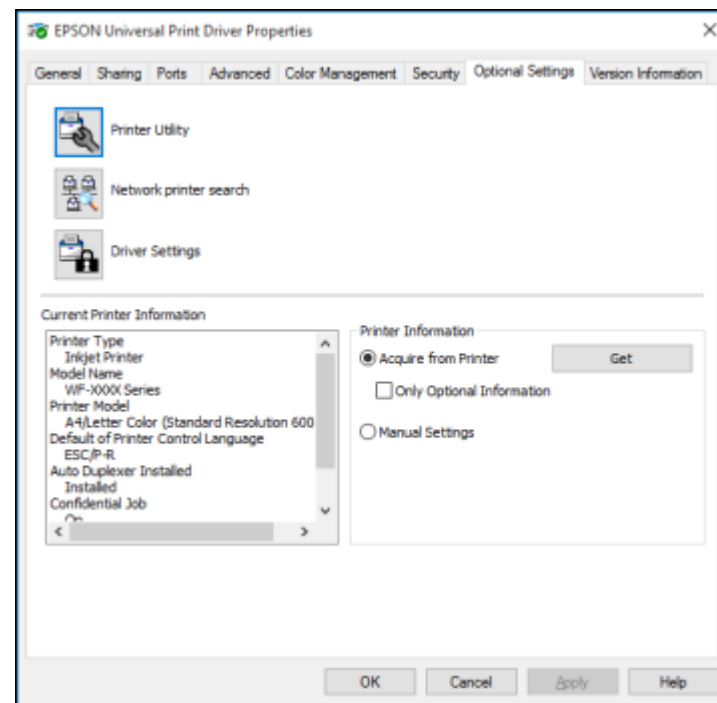 EPSON Universal Print Driver Properties
General Sharing Ports Advanced Color Management Security Optional Settings Version Information
Printer Utility
Network printer search
Driver Settings
Current Printer Information
Printer Type
Inkjet Printer
Model Name
WF-XXXX Series
Printer Model
A4/Letter Color (Standard Resolution 600
Default of Printer Control Language
ESC/P-R
Auto Duplexer Installed
Installed
Confidential Job
On
Printer Information
Acquire from Printer Get
Only Optional Information
Manual Settings
OK Cancel Apply Help